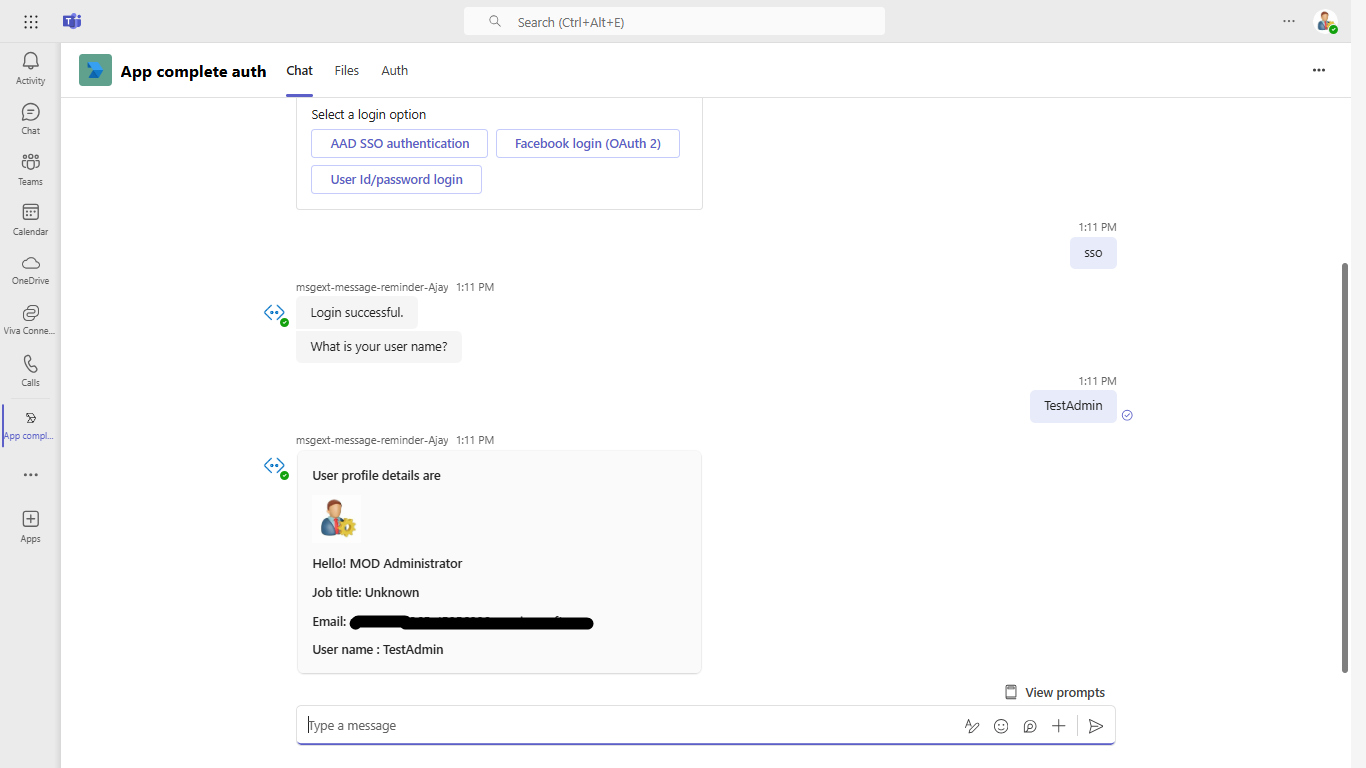 Search (Ctrl+Alt+E)
Activity
Chat
Teams
Calendar
OneDrive
Viva Conne...
Calls
App compl...
Apps
App complete auth
Chat
Files
Auth
Select a login option
AAD SSO authentication
Facebook login (OAuth 2)
User Id/password login
1:11 PM
sso
msgext-message-reminder-Ajay 1:11 PM
Login successful.
What is your user name?
1:11 PM
TestAdmin
msgext-message-reminder-Ajay 1:11 PM
User profile details are
Hello! MOD Administrator
Job title: Unknown
Email:
User name : TestAdmin
View prompts
Type a message